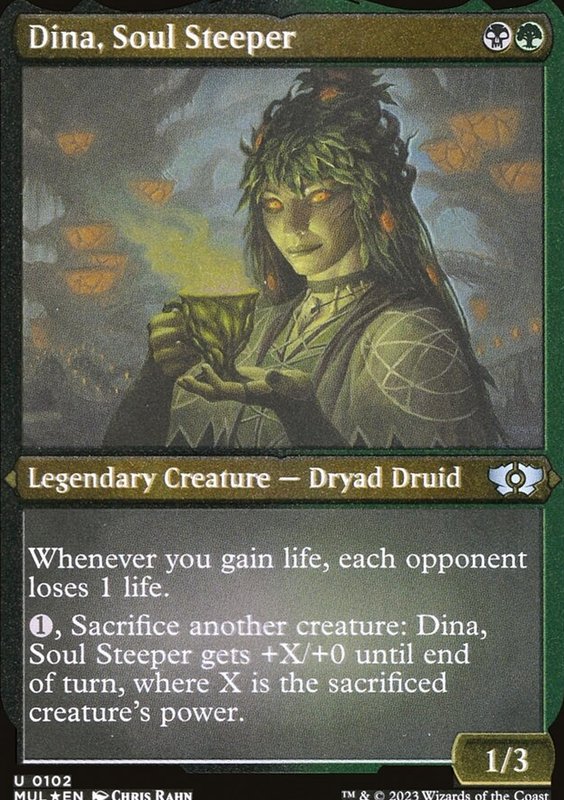 Dina, Soul Steeper
Legendary Creature — Dryad Druid
Whenever you gain life, each opponent
loses 1 life.
1, Sacrifice another creature: Dina,
Soul Steeper gets +X/+0 until end
of turn, where X is the sacrificed
creature's power.
1/3
U 0102
MUL★EN Chris Rahn
™ & © 2023 Wizards of the Coast